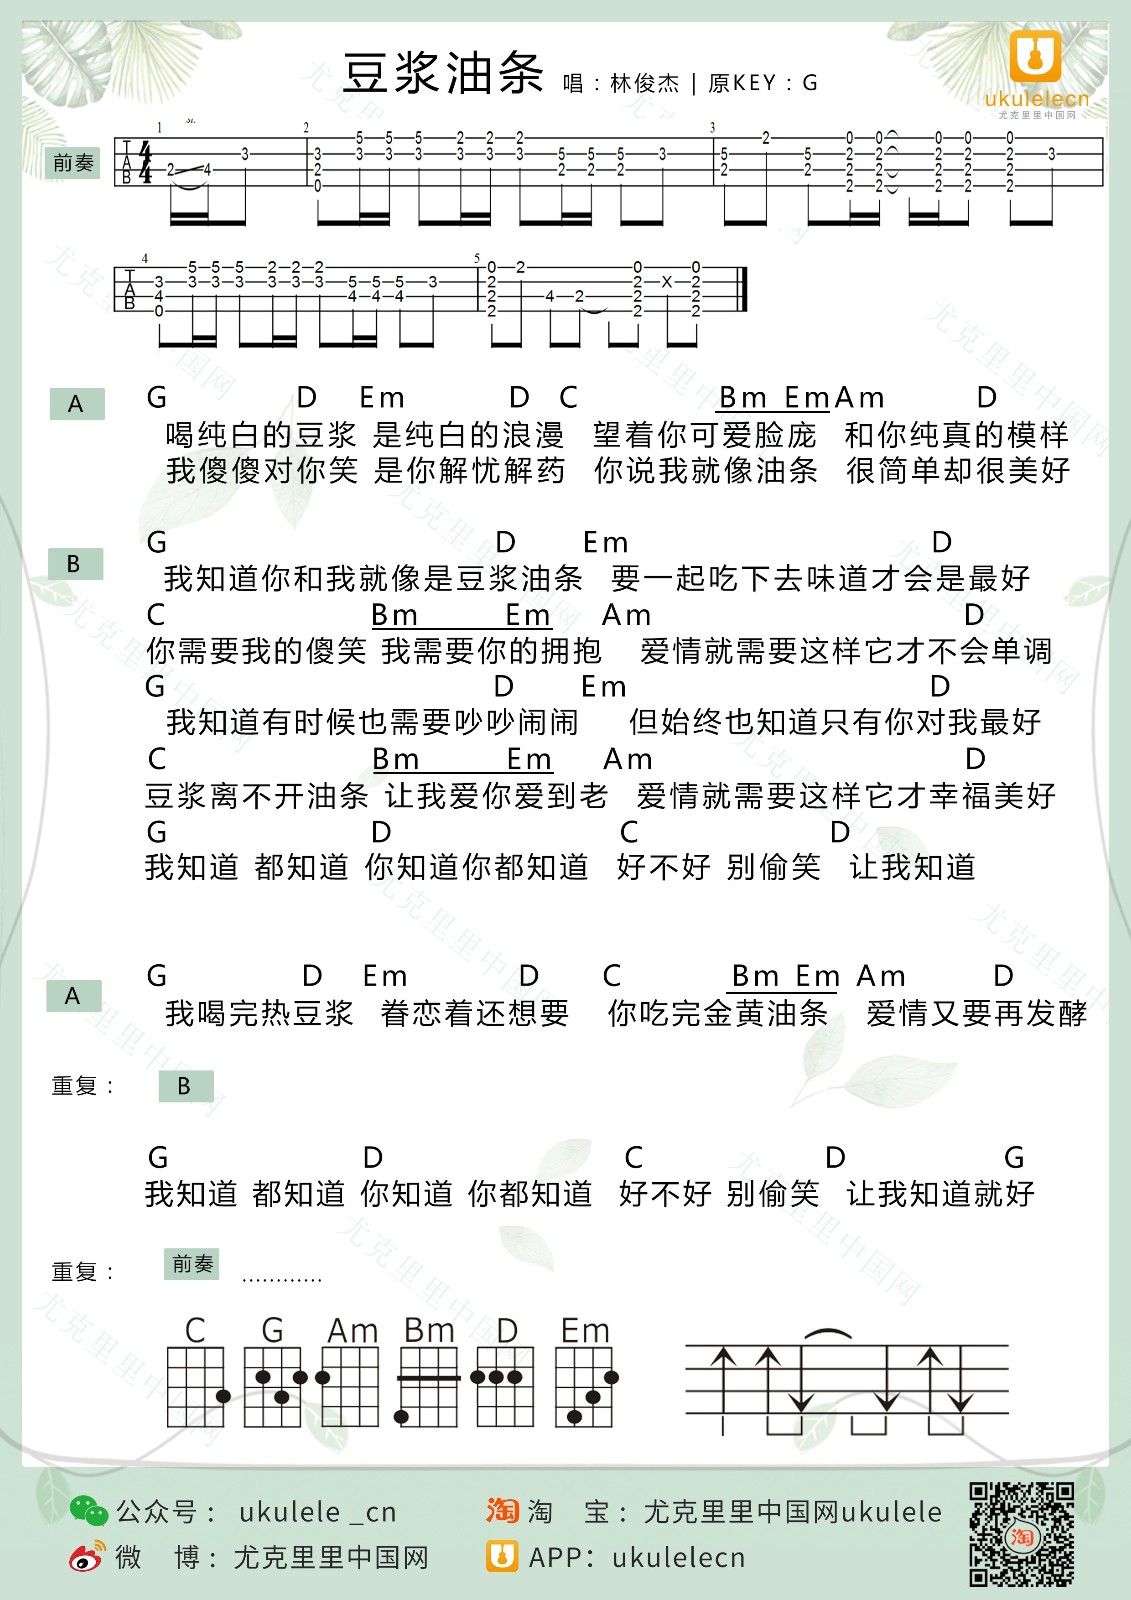 豆浆油条 唱：林俊杰 | 原KEY：G
ukulelecn
尤克里里中国网
前奏
sl.
1 2 3
4 5
A
G D Em D C Bm Em Am D
喝纯白的豆浆 是纯白的浪漫 望着你可爱脸庞 和你纯真的模样
我傻傻对你笑 是你解忧解药 你说我就像油条 很简单却很美好
B
G D Em D
我知道你和我就像是豆浆油条 要一起吃下去味道才会是最好
C Bm Em Am D
你需要我的傻笑 我需要你的拥抱 爱情就需要这样它才不会单调
G D Em D
我知道有时候也需要吵吵闹闹 但始终也知道只有你对我最好
C Bm Em Am D
豆浆离不开油条 让我爱你爱到老 爱情就需要这样它才幸福美好
G D C D
我知道 都知道 你知道你都知道 好不好 别偷笑 让我知道
A
G D Em D C Bm Em Am D
我喝完热豆浆 眷恋着还想要 你吃完金黄油条 爱情又要再发酵
重复： B
G D C D G
我知道 都知道 你知道 你都知道 好不好 别偷笑 让我知道就好
重复： 前奏 …………
C G Am Bm D Em
公众号： ukulele _cn
淘 淘 宝：尤克里里中国网ukulele
微 博：尤克里里中国网
APP：ukulelecn
淘